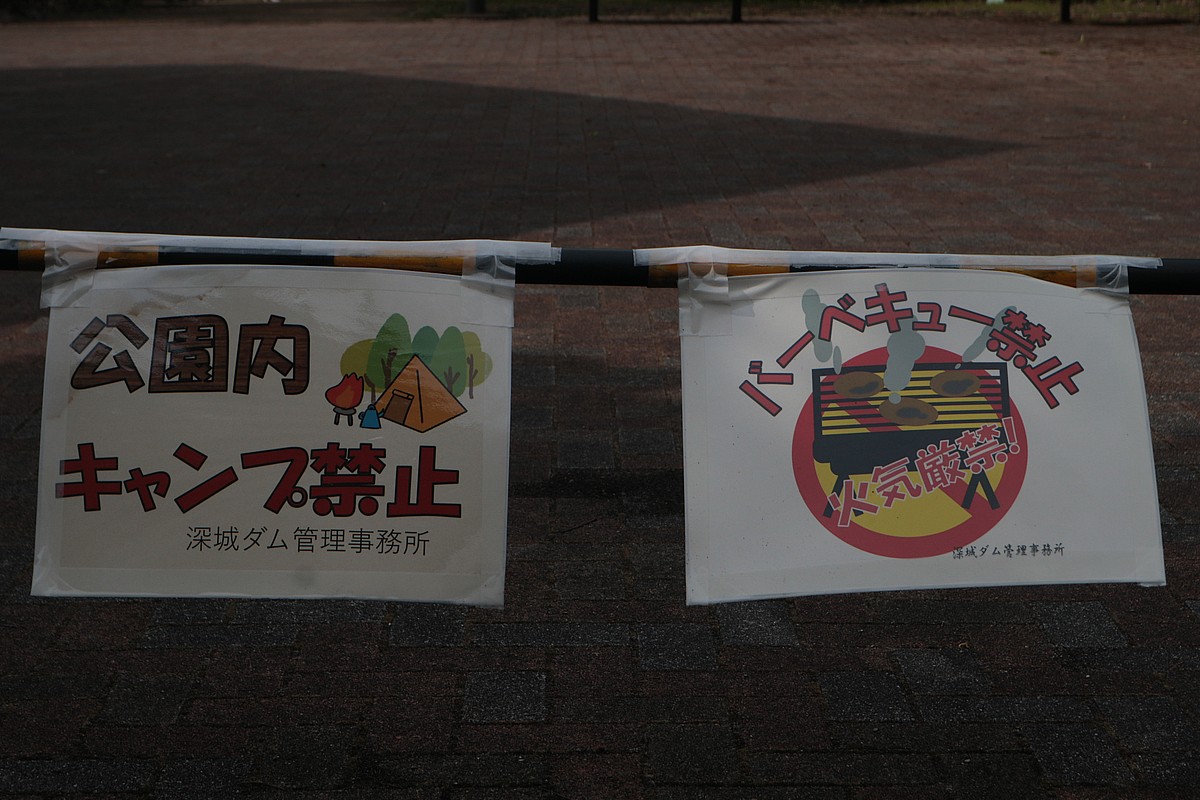 公園内
キャンプ禁止
深城ダム管理事務所
バーベキュー禁止
火気厳禁!
深城ダム管理事務所